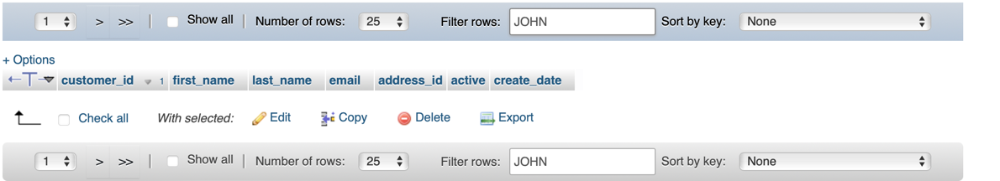 1 > >> | Show all | Number of rows: 25 Filter rows: JOHN Sort by key: None
+ Options
←T→ customer_id 1 first_name last_name email address_id active create_date
Check all With selected: Edit Copy Delete Export
1 > >> | Show all | Number of rows: 25 Filter rows: JOHN Sort by key: None